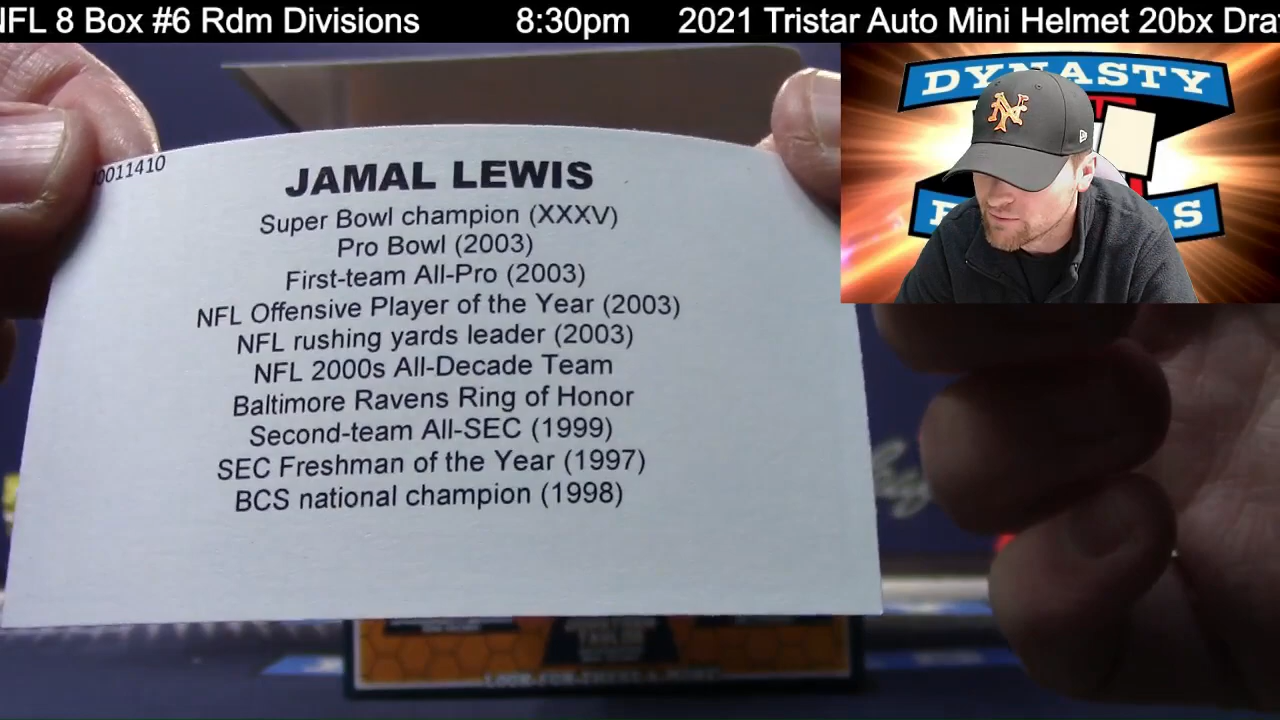 NFL 8 Box #6 Rdm Divisions 8:30pm 2021 Tristar Auto Mini Helmet 20bx
DYNASTY
S
0011410
JAMAL LEWIS
Super Bowl champion (XXXV)
Pro Bowl (2003)
First-team All-Pro (2003)
NFL Offensive Player of the Year (2003)
NFL rushing yards leader (2003)
NFL 2000s All-Decade Team
Baltimore Ravens Ring of Honor
Second-team All-SEC (1999)
SEC Freshman of the Year (1997)
BCS national champion (1998)